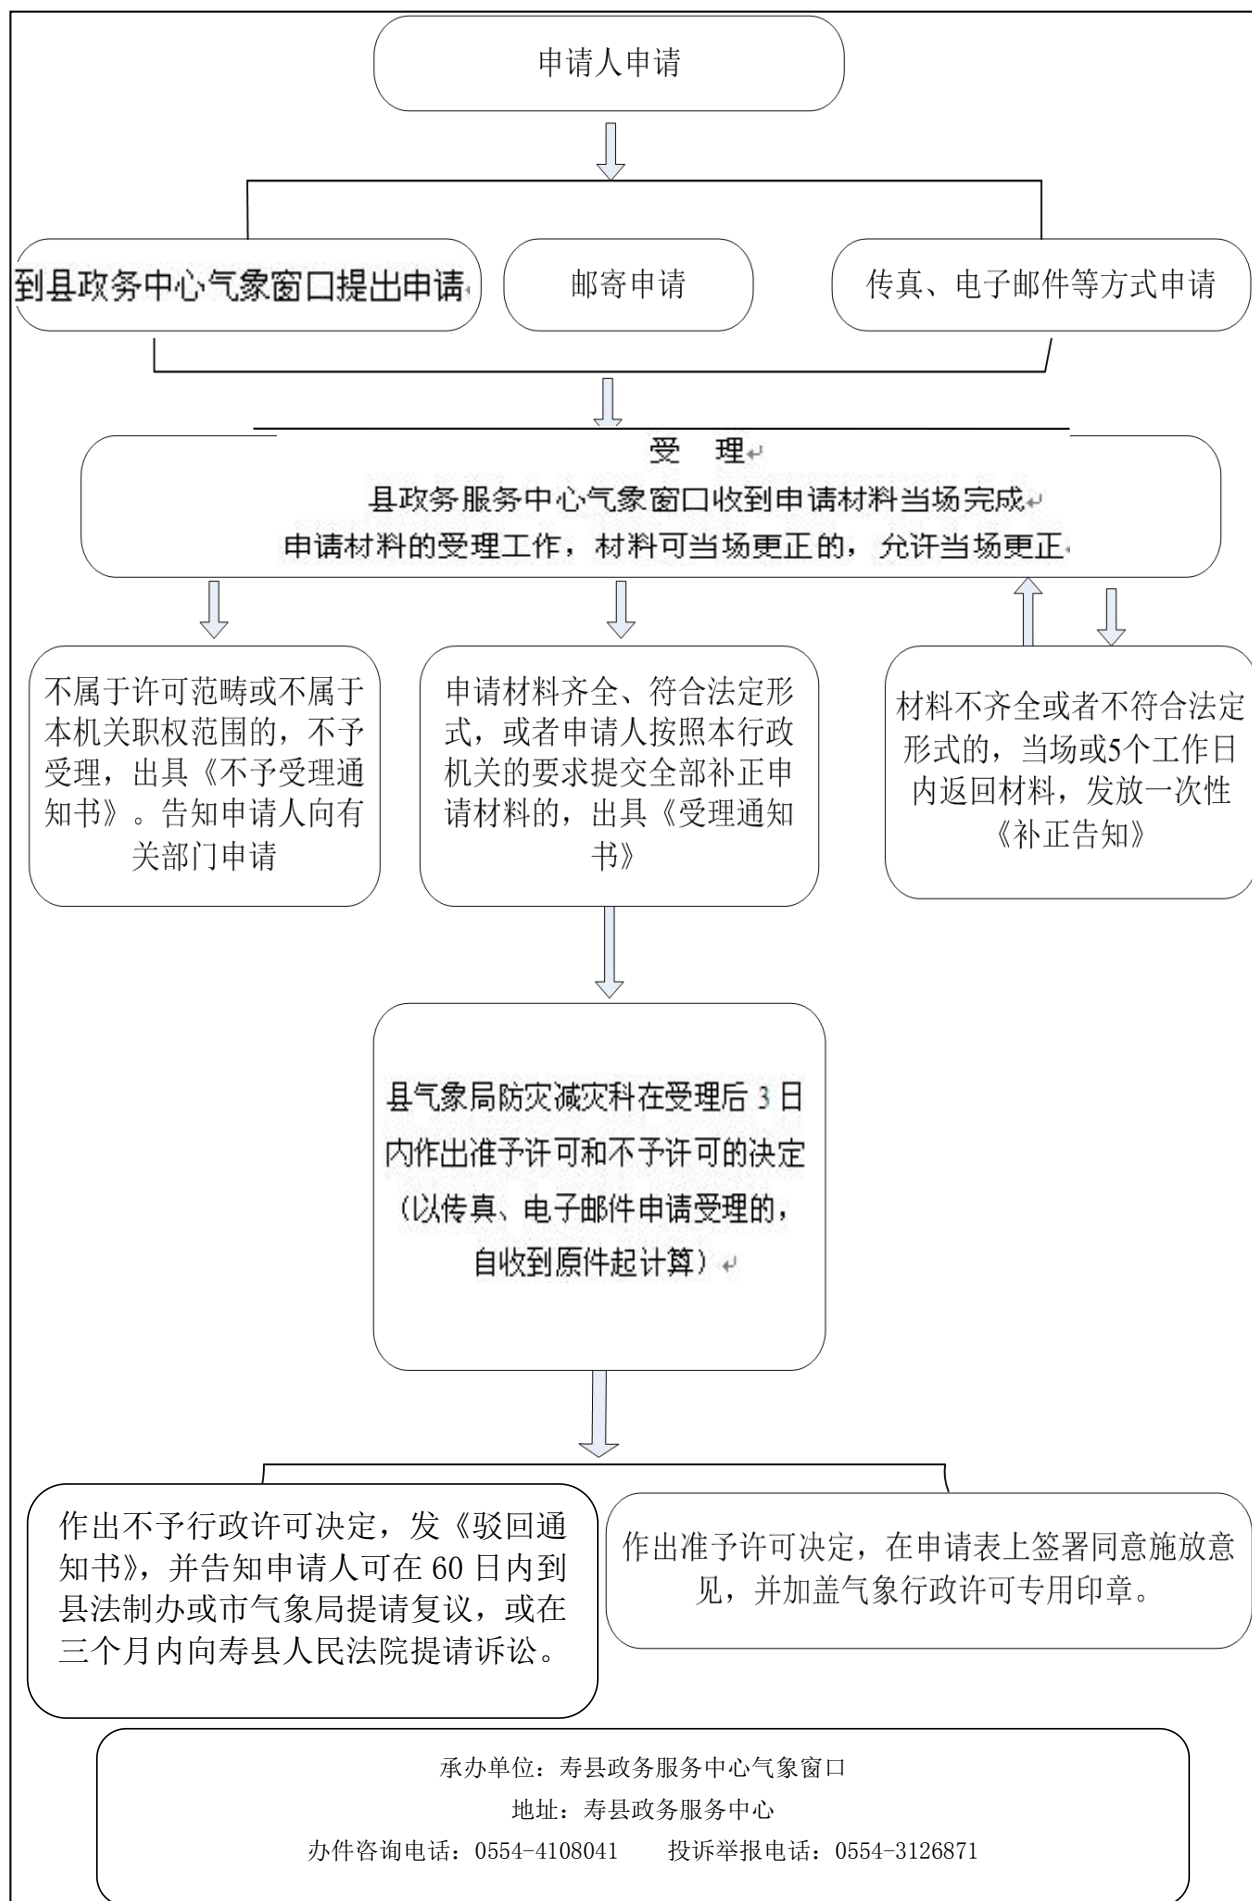 申请人申请
到县政务中心气象窗口提出申请
邮寄申请
传真、电子邮件等方式申请
受 理
县政务服务中心气象窗口收到申请材料当场完成
申请材料的受理工作，材料可当场更正的，允许当场更正
不属于许可范畴或不属于
本机关职权范围的，不予
受理，出具《不予受理通
知书》。告知申请人向有
关部门申请
申请材料齐全、符合法定形
式，或者申请人按照本行政
机关的要求提交全部补正申
请材料的，出具《受理通知
书》
材料不齐全或者不符合法定
形式的，当场或5个工作日
内返回材料，发放一次性
《补正告知》
县气象局防灾减灾科在受理后 3 日
内作出准予许可和不予许可的决定
（以传真、电子邮件申请受理的，
自收到原件起计算）
作出不予行政许可决定，发《驳回通
知书》，并告知申请人可在 60 日内到
县法制办或市气象局提请复议，或在
三个月内向寿县人民法院提请诉讼。
作出准予许可决定，在申请表上签署同意施放意
见，并加盖气象行政许可专用印章。
承办单位：寿县政务服务中心气象窗口
地址：寿县政务服务中心
办件咨询电话：0554-4108041 投诉举报电话：0554-3126871